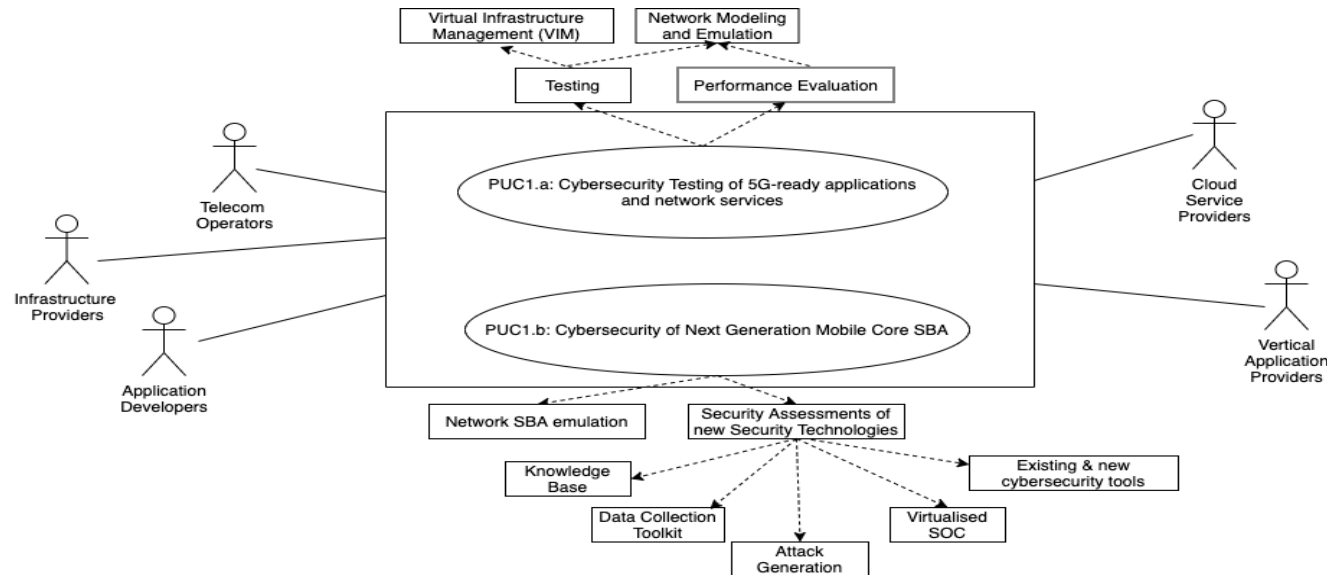 Virtual Infrastructure
Management (VIM)
Network Modeling
and Emulation
Testing
Performance Evaluation
PUC1.a: Cybersecurity Testing of 5G-ready applications
and network services
Telecom
Operators
Cloud
Service
Providers
Infrastructure
Providers
PUC1.b: Cybersecurity of Next Generation Mobile Core SBA
Vertical
Application
Providers
Application
Developers
Network SBA emulation
Security Assessments of
new Security Technologies
Knowledge
Base
Existing & new
cybersecurity tools
Data Collection
Toolkit
Virtualised
SOC
Attack
Generation